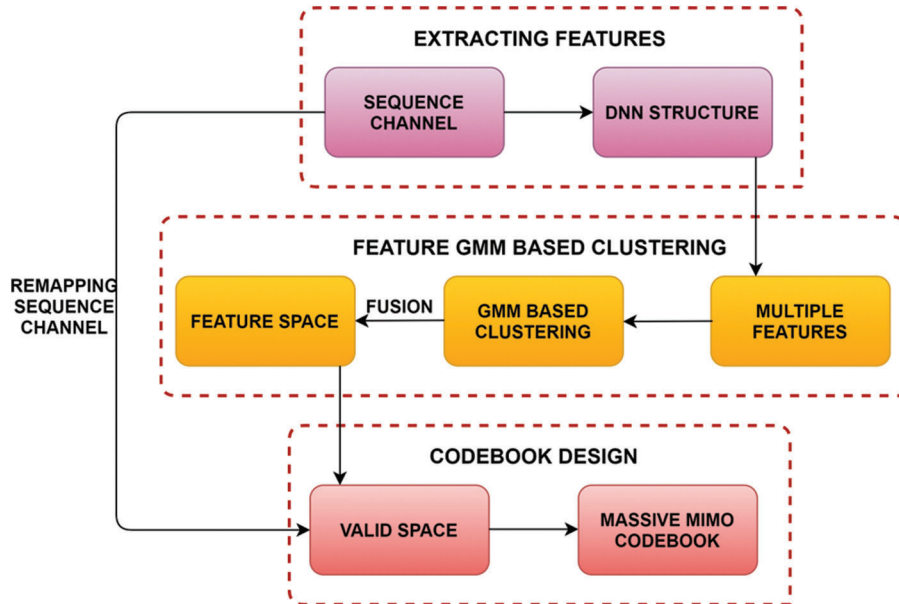 EXTRACTING FEATURES
SEQUENCE
CHANNEL
DNN STRUCTURE
FEATURE GMM BASED CLUSTERING
REMAPPING
SEQUENCE
CHANNEL
FEATURE SPACE
FUSION
GMM BASED
CLUSTERING
MULTIPLE
FEATURES
CODEBOOK DESIGN
VALID SPACE
MASSIVE MIMO
CODEBOOK